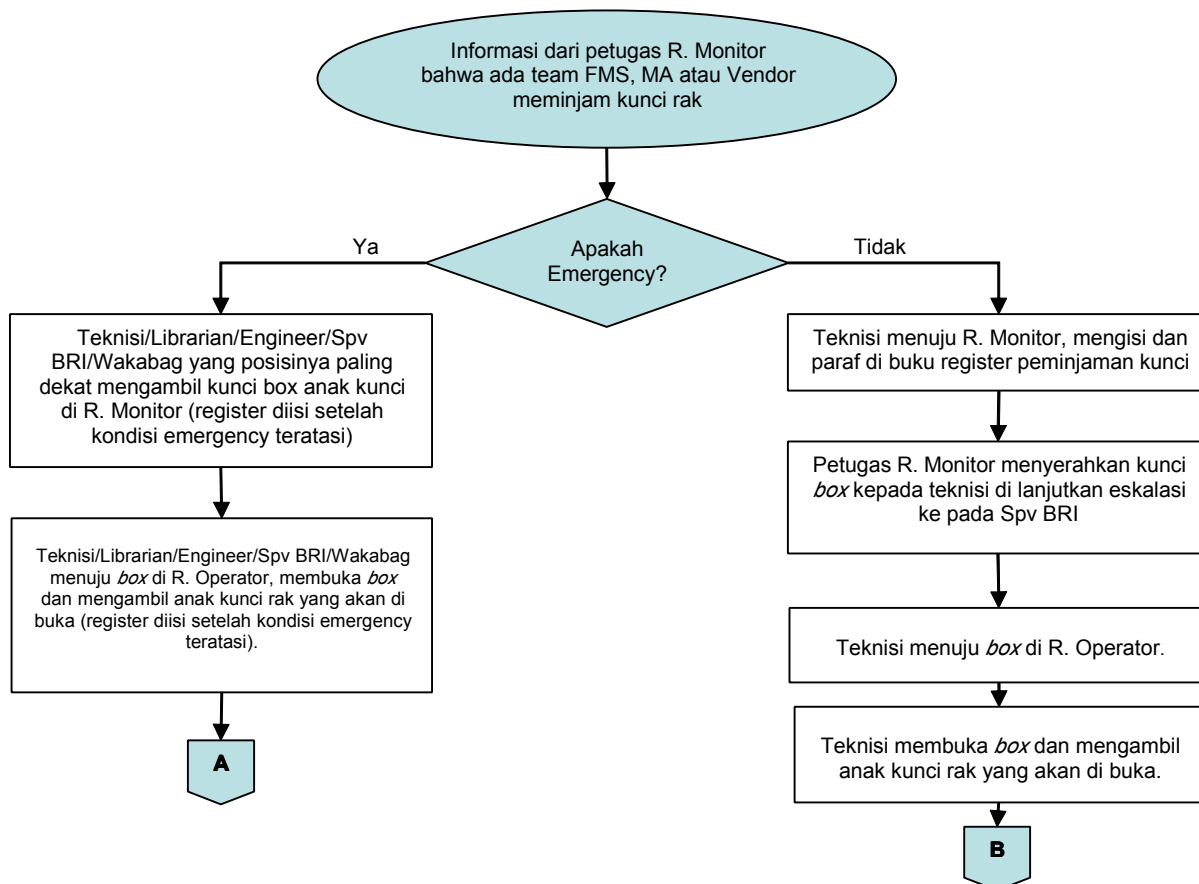 Informasi dari petugas R. Monitor
bahwa ada team FMS, MA atau Vendor
meminjam kunci rak
Apakah
Emergency?
Ya
Tidak
Teknisi/Librarian/Engineer/Spv
BRI/Wakabag yang posisinya paling
dekat mengambil kunci box anak kunci
di R. Monitor (register diisi setelah
kondisi emergency teratasi)
Teknisi/Librarian/Engineer/Spv BRI/Wakabag
menuju box di R. Operator, membuka box
dan mengambil anak kunci rak yang akan di
buka (register diisi setelah kondisi emergency
teratasi).
A
Teknisi menuju R. Monitor, mengisi dan
paraf di buku register peminjaman kunci
Petugas R. Monitor menyerahkan kunci
box kepada teknisi di lanjutkan eskalasi
ke pada Spv BRI
Teknisi menuju box di R. Operator.
Teknisi membuka box dan mengambil
anak kunci rak yang akan di buka.
B